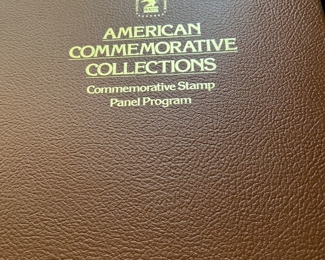 AMERICAN
COMMEMORATIVE
COLLECTIONS
Commemorative Stamp
Panel Program